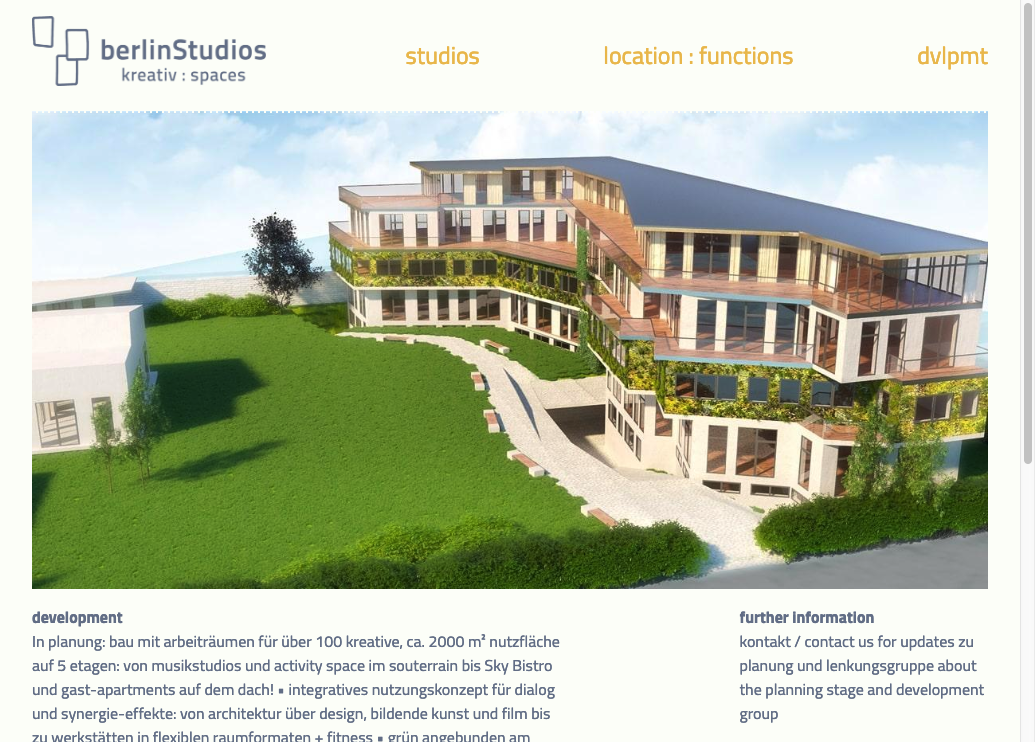 berlinStudios
kreativ : spaces
studios
location : functions
dvlpmt
development
In planung: bau mit arbeiträumen für über 100 kreative, ca. 2000 m² nutzfläche
auf 5 etagen: von musikstudios und activity space im souterrain bis Sky Bistro
und gast-apartments auf dem dach! ▪ integratives nutzungskonzept für dialog
und synergie-effekte: von architektur über design, bildende kunst und film bis
zu werkstätten in flexiblen raumformaten + fitness ▪ grün angebunden am
further information
kontakt / contact us for updates zu
planung und lenkungsgruppe about
the planning stage and development
group